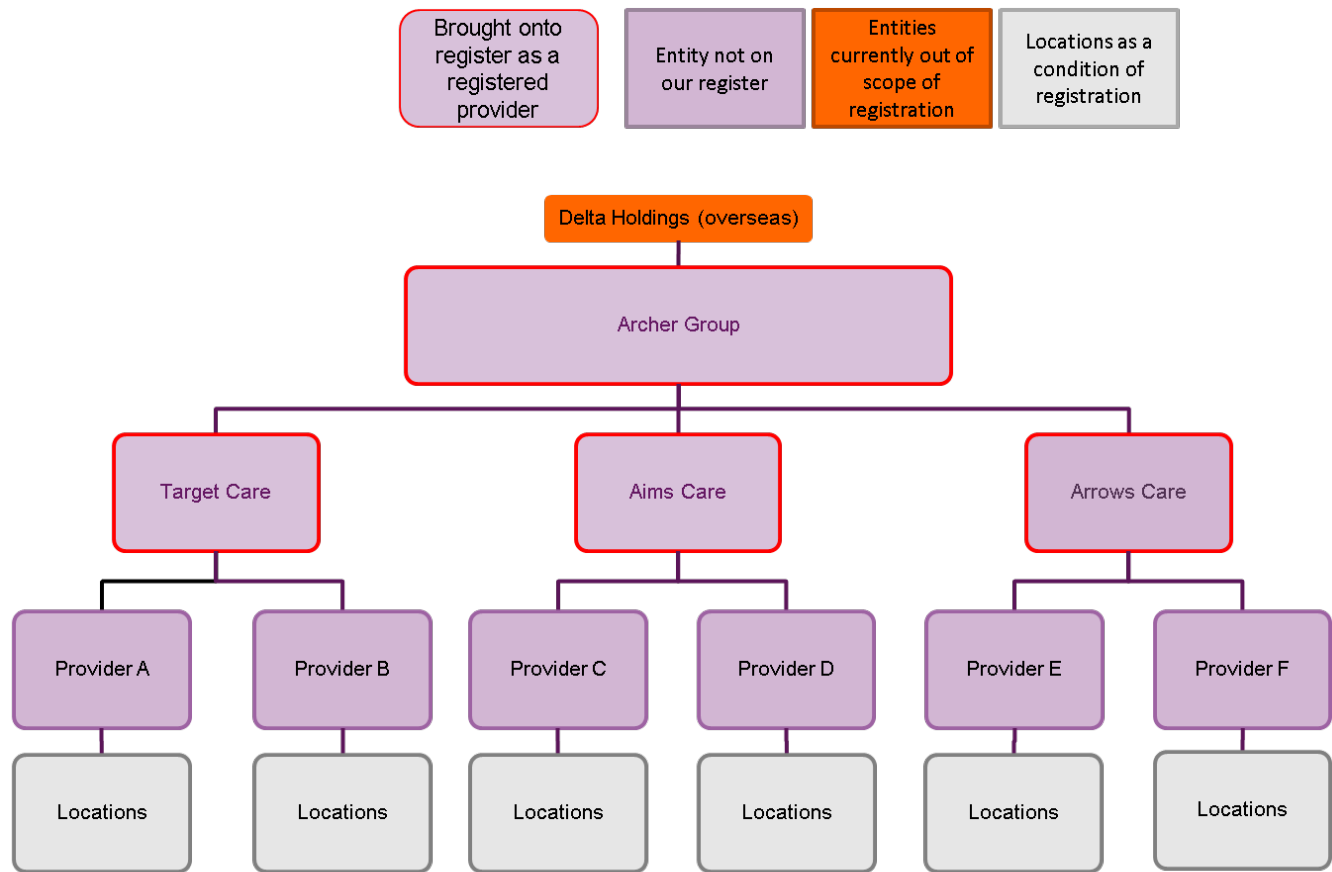 Brought onto
register as a
registered
provider
Entity not on
our register
Entities
currently out of
scope of
registration
Locations as a
condition of
registration
Delta Holdings (overseas)
Archer Group
Target Care
Aims Care
Arrows Care
Provider A
Provider B
Provider C
Provider D
Provider E
Provider F
Locations
Locations
Locations
Locations
Locations
Locations